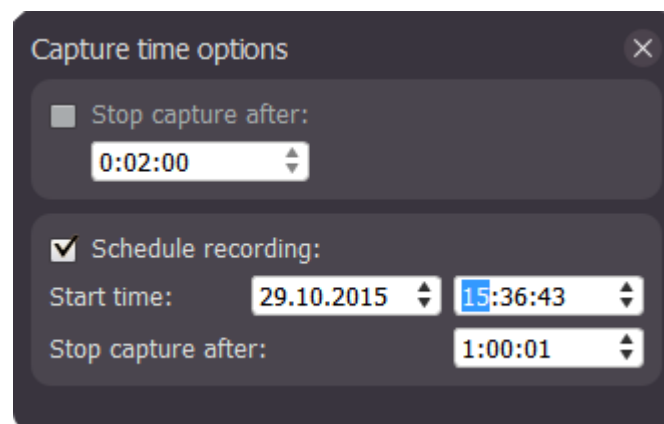 Capture time options
Stop capture after:
0:02:00
Schedule recording:
Start time: 29.10.2015 15:36:43
Stop capture after: 1:00:01